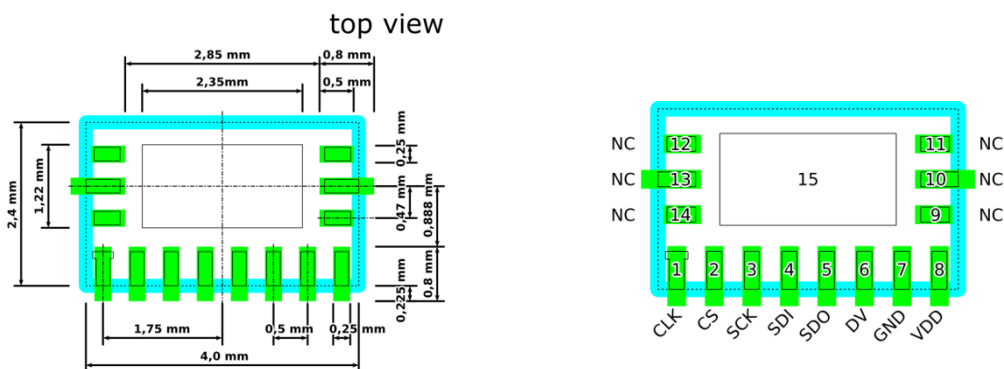 top view
2,85 mm
0,8 mm
2,35mm
0,5 mm
0,25 mm
1,22 mm
2,4 mm
0,47 mm
0,888 mm
0,8 mm
0,225 mm
1,75 mm
0,5 mm
0,25 mm
4,0 mm
NC 12 11 NC
NC 13 15 10 NC
NC 14 9 NC
1 2 3 4 5 6 7 8
CLK CS SCK SDI SDO DV GND VDD